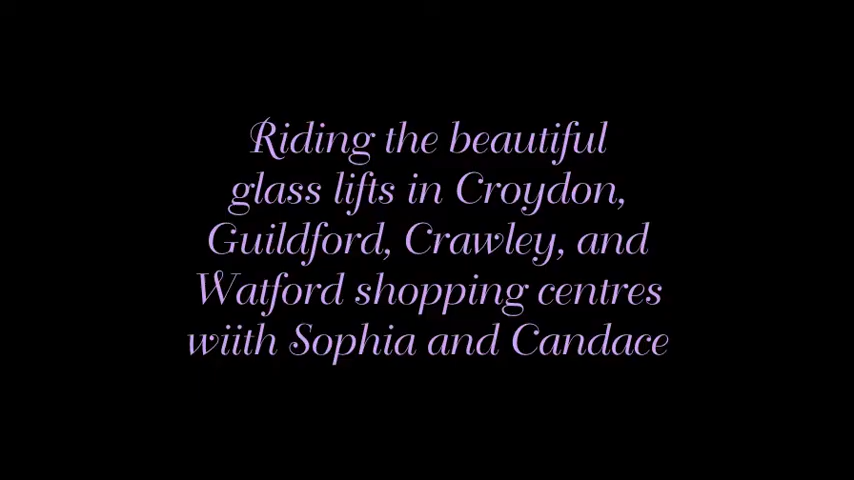 Riding the beautiful
glass lifts in Croydon,
Guildford, Crawley, and
Watford shopping centres
wiith Sophia and Candace